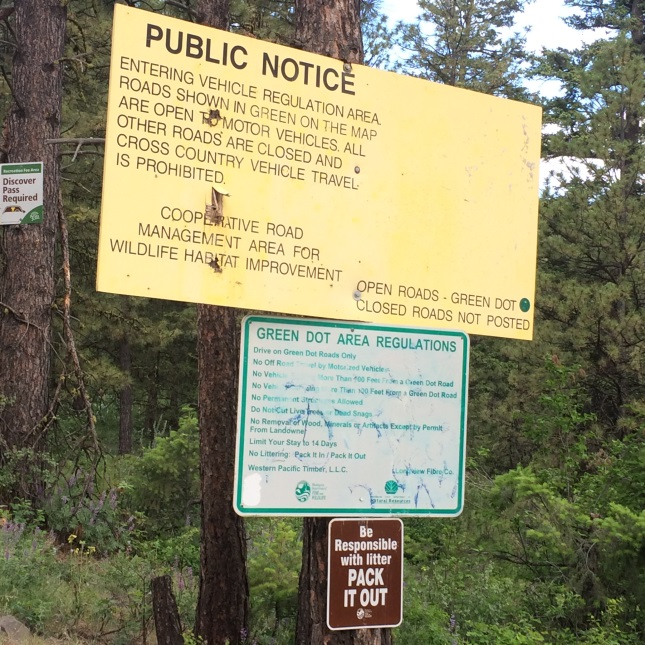 PUBLIC NOTICE
ENTERING VEHICLE REGULATION AREA.
ROADS SHOWN IN GREEN ON THE MAP
ARE OPEN TO MOTOR VEHICLES. ALL
OTHER ROADS ARE CLOSED AND
CROSS COUNTRY VEHICLE TRAVEL
IS PROHIBITED.
COOPERATIVE ROAD
MANAGEMENT AREA FOR
WILDLIFE HABITAT IMPROVEMENT
OPEN ROADS - GREEN DOT
CLOSED ROADS NOT POSTED
Recreation Fee Area
Discover
Pass
Required
GREEN DOT AREA REGULATIONS
Drive on Green Dot Roads Only
No Off Road Travel by Motorized Vehicles
No Vehicle More Than 100 Feet From a Green Dot Road
No More Than 100 Feet From a Green Dot Road
No Permanent Structures Allowed
Do Not Cut Live Trees or Dead Snags
No Removal of Wood, Minerals or Artifacts Except by Permit
From Landowner
Limit Your Stay to 14 Days
No Littering: Pack It In / Pack It Out
Western Pacific Timber, L.L.C. Longview Fibre Co.
Natural Resources
Be
Responsible
with litter
PACK
IT OUT